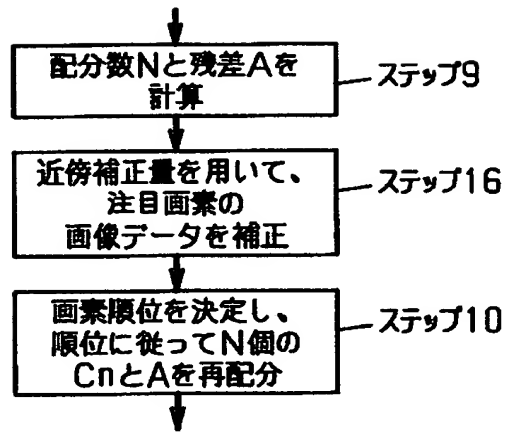 配分数Nと残差Aを
計算
ステップ9
近傍補正量を用いて、
注目画素の
画像データを補正
ステップ16
画素順位を決定し、
順位に従ってN個の
CnとAを再配分
ステップ10